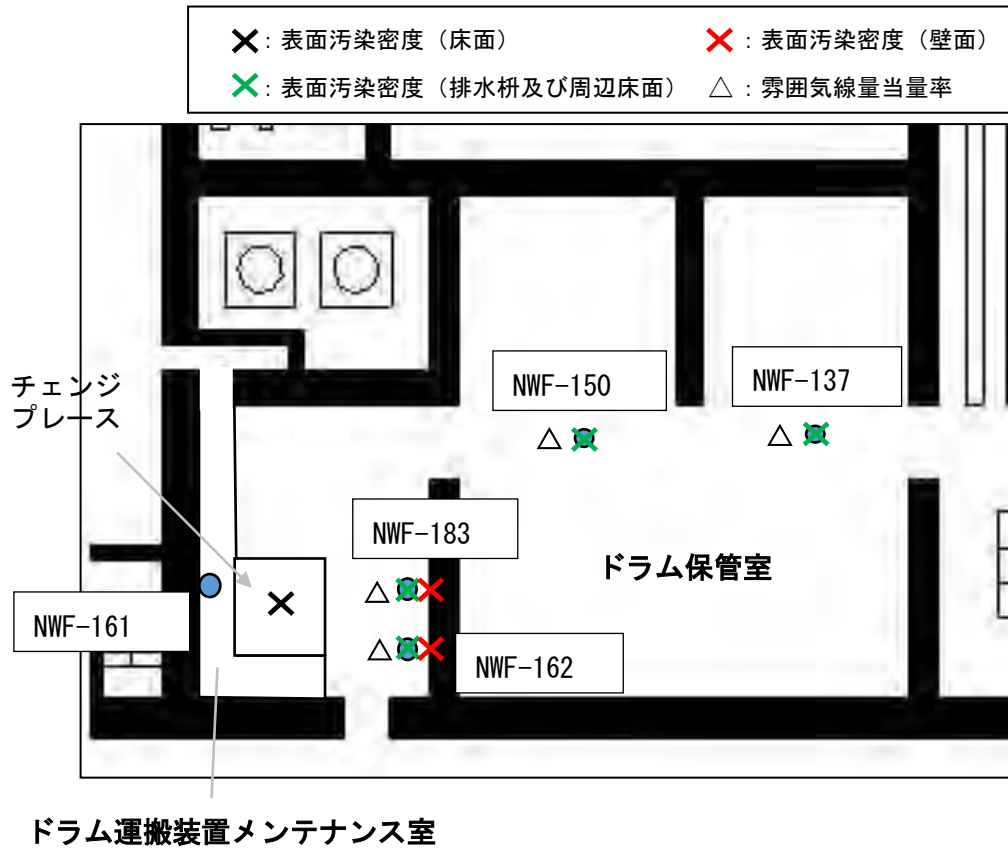 ×：表面汚染密度（床面）
×：表面汚染密度（壁面）
×：表面汚染密度（排水枡及び周辺床面）
△：雰囲気線量当量率
チェンジ
プレース
NWF-150
NWF-137
NWF-183
ドラム保管室
NWF-161
NWF-162
ドラム運搬装置メンテナンス室